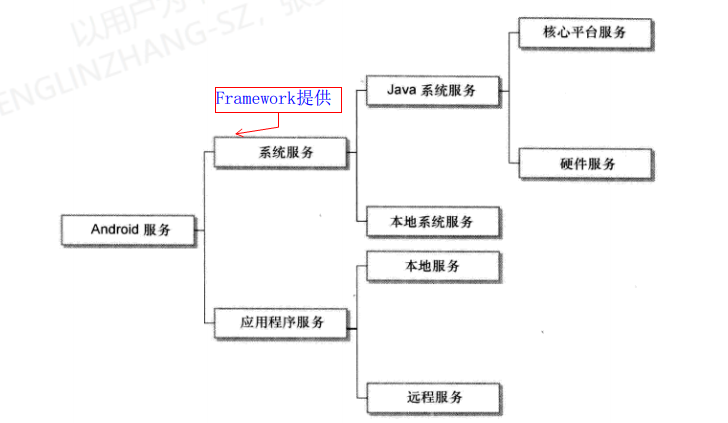 以用户为
ENGLINZHANG-SZ, 张
核心平台服务
Framework提供
Java 系统服务
系统服务
硬件服务
Android 服务
本地系统服务
本地服务
应用程序服务
远程服务